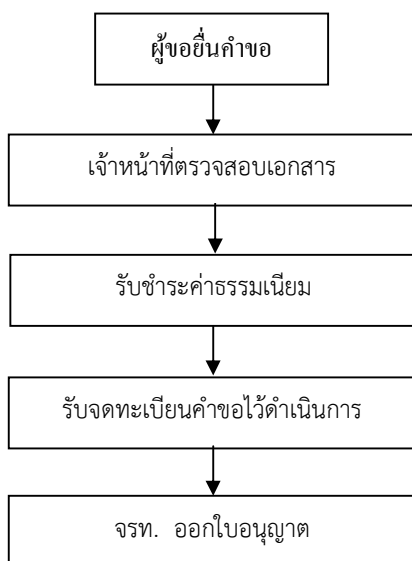 ผู้ขอยื่นคำขอ
เจ้าหน้าที่ตรวจสอบเอกสาร
รับชำระค่าธรรมเนียม
รับจดทะเบียนคำขอไว้ดำเนินการ
จรท. ออกใบอนุญาต